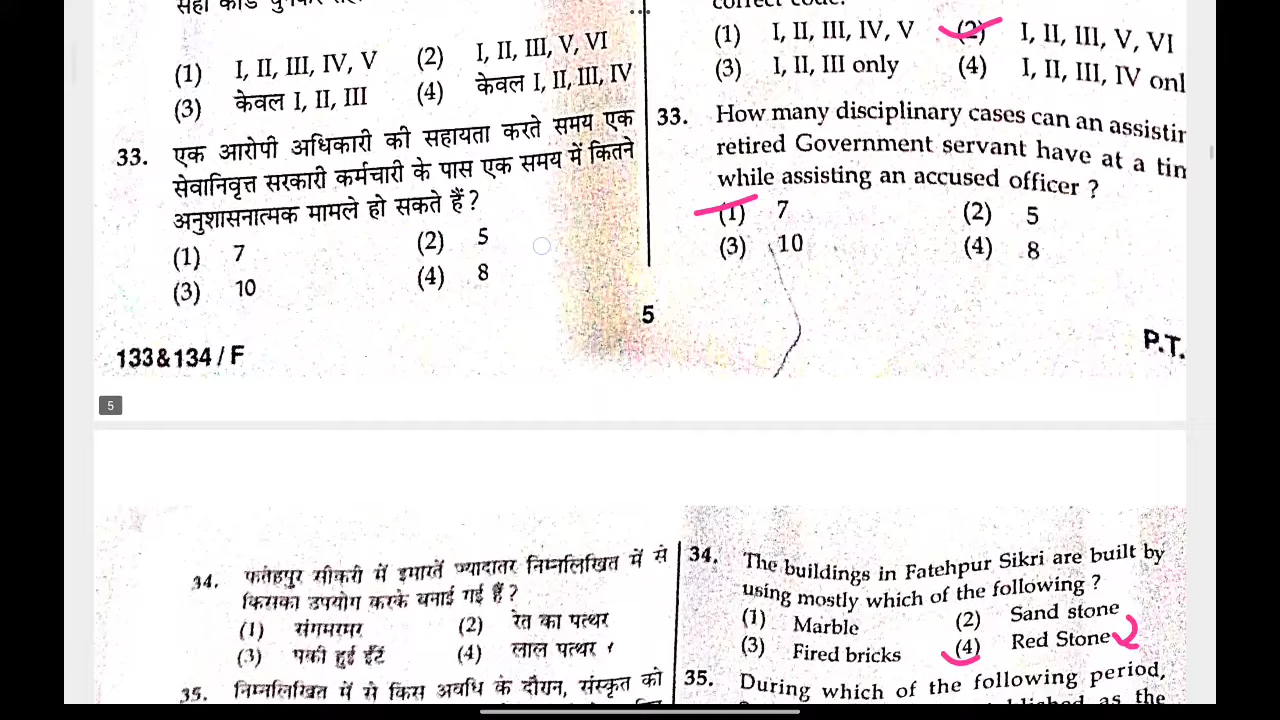 (1) I, II, III, IV, V (2) I, II, III, V, VI
(3) केवल I, II, III (4) केवल I, II, III, IV
33. एक आरोपी अधिकारी की सहायता करते समय एक
सेवानिवृत्त सरकारी कर्मचारी के पास एक समय में कितने
अनुशासनात्मक मामले हो सकते हैं ?
(1) 7 (2) 5
(3) 10 (4) 8
133&134 / F
correct code.
(1) I, II, III, IV, V (2) I, II, III, V, VI
(3) I, II, III only (4) I, II, III, IV onl
33. How many disciplinary cases can an assistin
retired Government servant have at a tim
while assisting an accused officer ?
(1) 7 (2) 5
(3) 10 (4) 8
5
P.T.
5
34. फतेहपुर सीकरी में इमारतें ज्यादातर निम्नलिखित में से
किसका उपयोग करके बनाई गई हैं ?
(1) संगमरमर (2) रेत का पत्थर
(3) पकी हुई ईंटें (4) लाल पत्थर
35. निम्नलिखित में से किस अवधि के दौरान, संस्कृत को
34. The buildings in Fatehpur Sikri are built by
using mostly which of the following ?
(1) Marble (2) Sand stone
(3) Fired bricks (4) Red Stone
35. During which of the following period,
as the